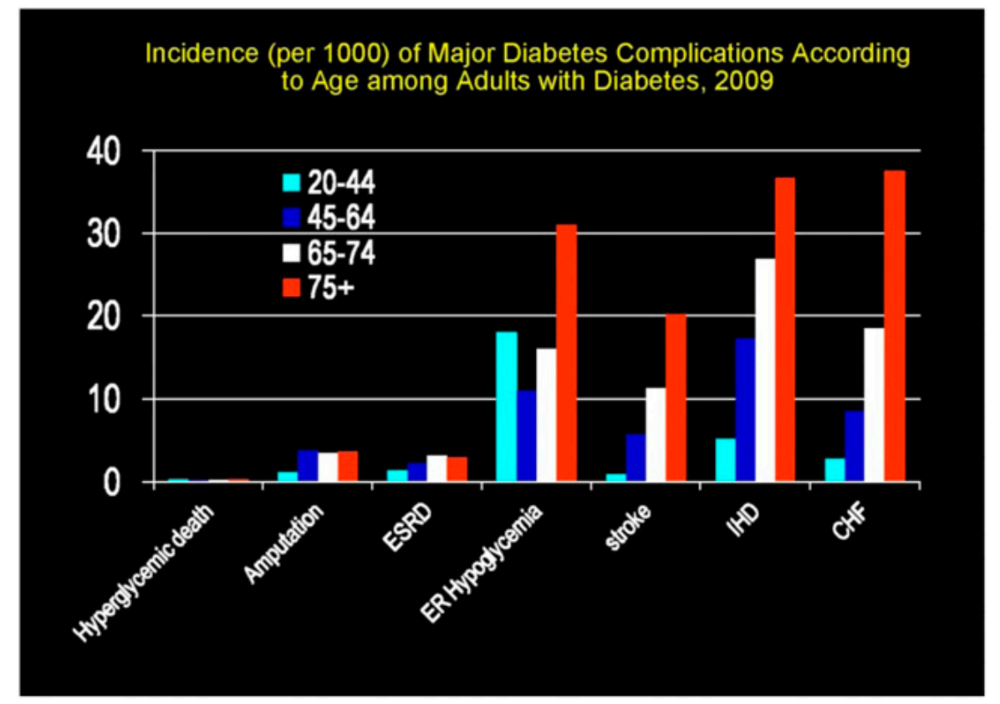 Incidence (per 1000) of Major Diabetes Complications According
to Age among Adults with Diabetes, 2009
40
30
20
10
0
20-44
45-64
65-74
75+
Hyperglycemic death
Amputation
ESRD
ER Hypoglycemia
stroke
IHD
CHF